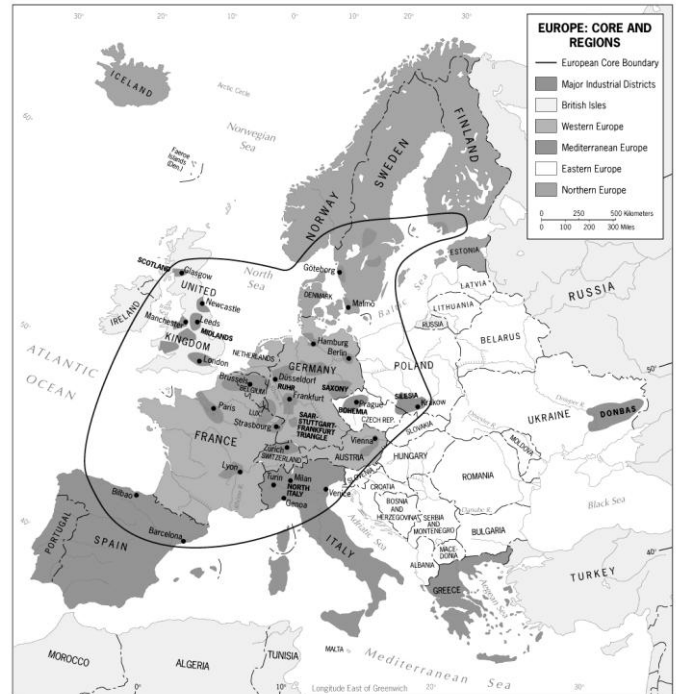 30°
20°
10°
0°
10°
20°
30°
EUROPE: CORE AND
REGIONS
European Core Boundary
Major Industrial Districts
British Isles
Western Europe
Mediterranean Europe
Eastern Europe
Northern Europe
0 250 500 Kilometers
0 100 200 300 Miles
ICELAND
Arctic Circle
60°
Norwegian
Sea
Faeroe
Islands
(Den.)
NORWAY
SWEDEN
FINLAND
SCOTLAND
Glasgow
North
Sea
Göteborg
ESTONIA
RUSSIA
UNITED
KINGDOM
IRELAND
Newcastle
Leeds
Manchester
MIDLANDS
London
DENMARK
Malmö
Baltic Sea
LATVIA
LITHUANIA
RUSSIA
BELARUS
50°
50°
ATLANTIC
OCEAN
NETHERLANDS
Hamburg
Berlin
GERMANY
POLAND
Brussels
BELGIUM
LUX.
Düsseldorf
RUHR
SAXONY
Frankfurt
Prague
BOHEMIA
CZECH REP.
SILESIA
Krakow
UKRAINE
DONBAS
Paris
Strasbourg
SAAR-
STUTTGART-
FRANKFURT
TRIANGLE
Vienna
SLOVAKIA
MOLDOVA
FRANCE
Zurich
SWITZERLAND
AUSTRIA
HUNGARY
ROMANIA
Lyon
Turin
Milan
NORTH
ITALY
Venice
Genoa
SLOVENIA
CROATIA
BOSNIA
AND
HERZEGOVINA
SERBIA
AND
MONTENEGRO
Danube R.
BULGARIA
Black Sea
Bilbao
Barcelona
40°
40°
PORTUGAL
SPAIN
ITALY
Adriatic Sea
MACE-
DONIA
ALBANIA
GREECE
Aegean Sea
TURKEY
MALTA
Mediterranean Sea
MOROCCO
ALGERIA
TUNISIA
0°
10°
Longitude East of Greenwich
20°
30°